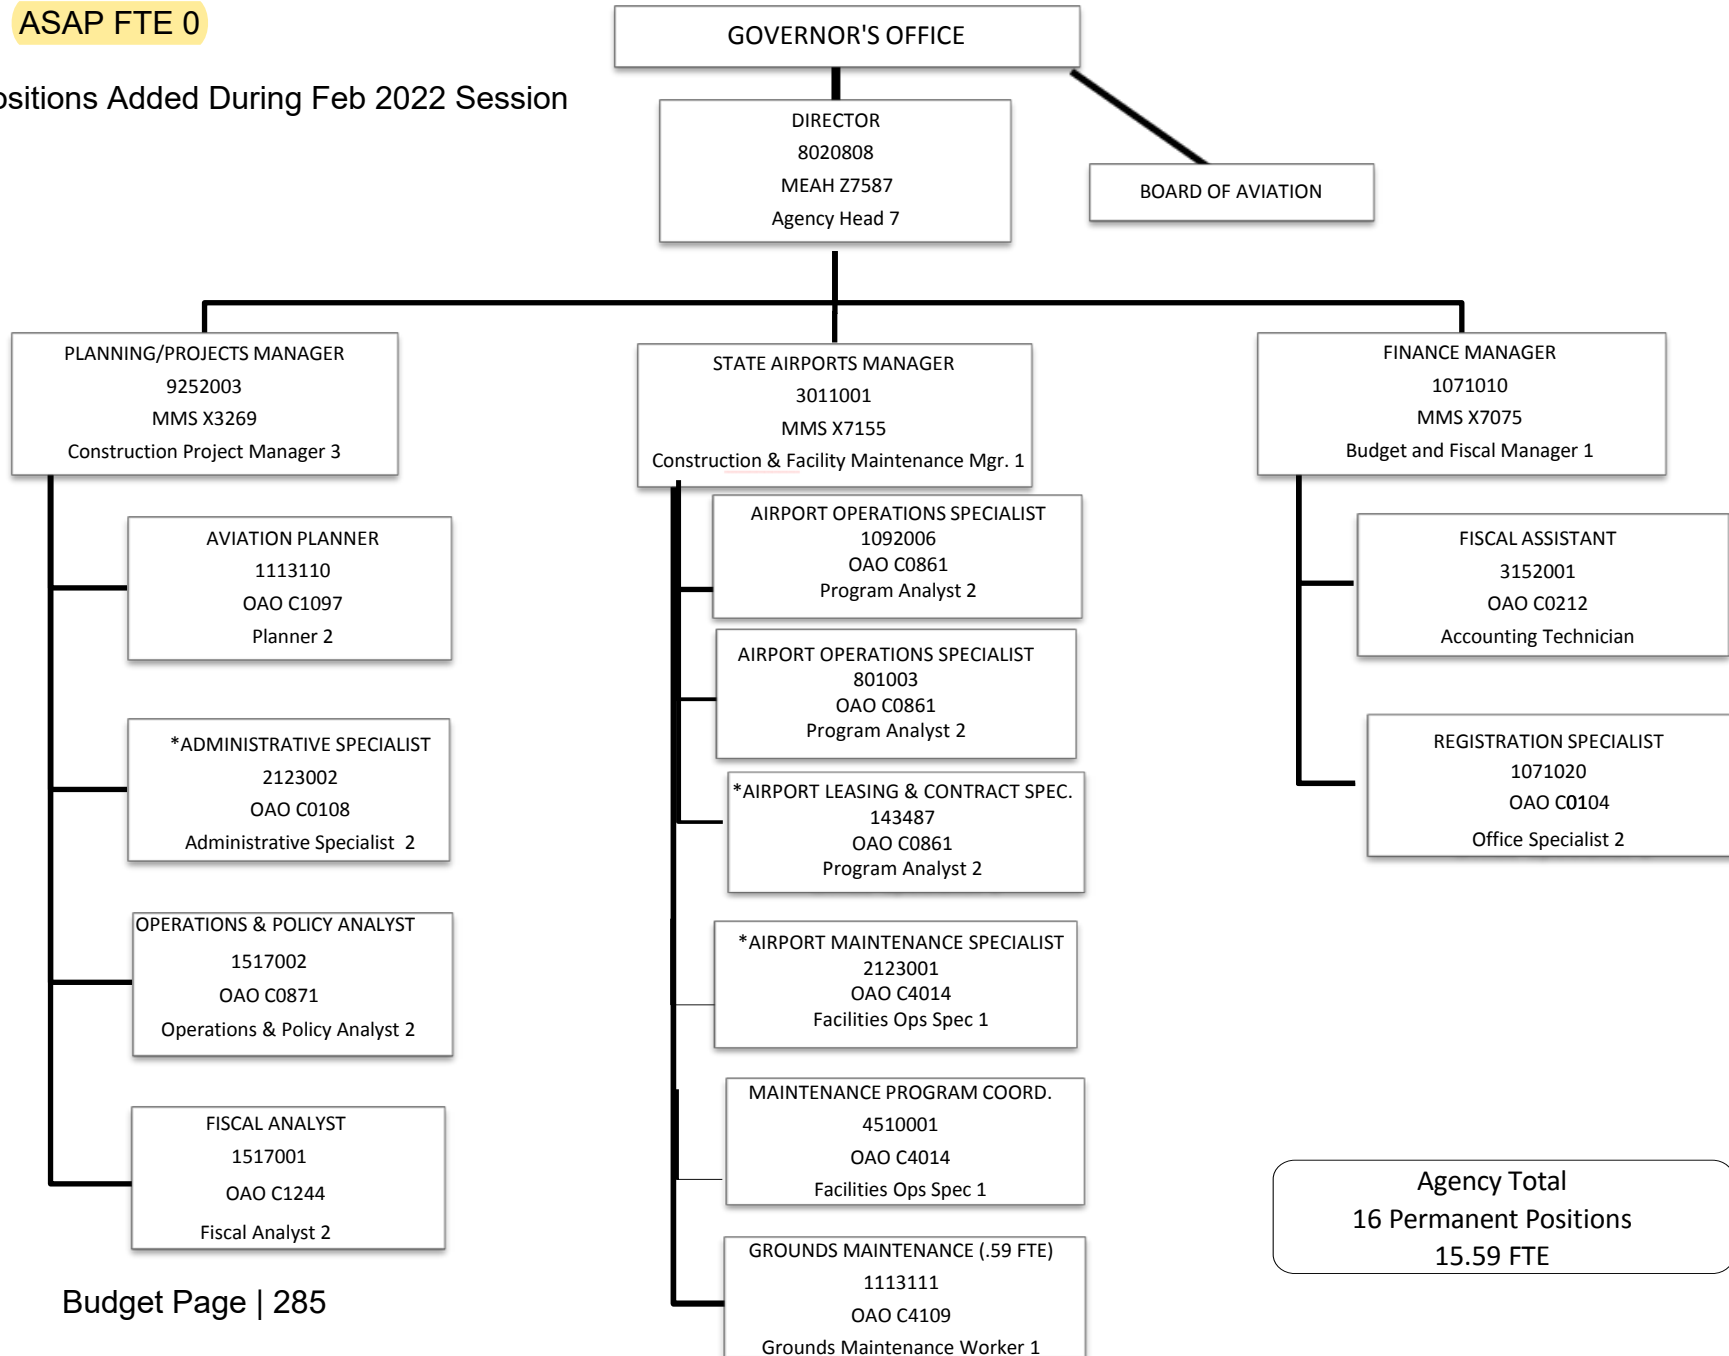 ASAP FTE 0
ositions Added During Feb 2022 Session
GOVERNOR'S OFFICE
DIRECTOR
8020808
MEAH Z7587
Agency Head 7
BOARD OF AVIATION
PLANNING/PROJECTS MANAGER
9252003
MMS X3269
Construction Project Manager 3
STATE AIRPORTS MANAGER
3011001
MMS X7155
Construction & Facility Maintenance Mgr. 1
FINANCE MANAGER
1071010
MMS X7075
Budget and Fiscal Manager 1
AVIATION PLANNER
1113110
OAO C1097
Planner 2
*ADMINISTRATIVE SPECIALIST
2123002
OAO C0108
Administrative Specialist 2
OPERATIONS & POLICY ANALYST
1517002
OAO C0871
Operations & Policy Analyst 2
FISCAL ANALYST
1517001
OAO C1244
Fiscal Analyst 2
AIRPORT OPERATIONS SPECIALIST
1092006
OAO C0861
Program Analyst 2
AIRPORT OPERATIONS SPECIALIST
801003
OAO C0861
Program Analyst 2
*AIRPORT LEASING & CONTRACT SPEC.
143487
OAO C0861
Program Analyst 2
*AIRPORT MAINTENANCE SPECIALIST
2123001
OAO C4014
Facilities Ops Spec 1
MAINTENANCE PROGRAM COORD.
4510001
OAO C4014
Facilities Ops Spec 1
GROUNDS MAINTENANCE (.59 FTE)
1113111
OAO C4109
Grounds Maintenance Worker 1
FISCAL ASSISTANT
3152001
OAO C0212
Accounting Technician
REGISTRATION SPECIALIST
1071020
OAO C0104
Office Specialist 2
Agency Total
16 Permanent Positions
15.59 FTE
Budget Page | 285